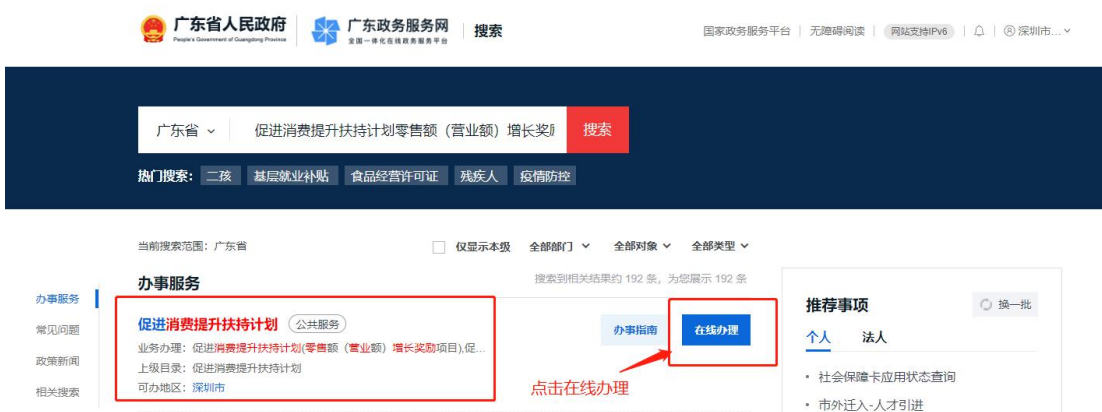 广东省人民政府
People's Government of Guangdong Province
广东政务服务网
全国一体化在线政务服务平台
搜索
国家政务服务平台 | 无障碍阅读 | 网站支持IPv6 | 深圳市...
广东省
促进消费提升扶持计划零售额（营业额）增长奖励
搜索
热门搜索： 二孩 基层就业补贴 食品经营许可证 残疾人 疫情防控
当前搜索范围：广东省
仅显示本级 全部部门 全部对象 全部类型
办事服务
常见问题
政策新闻
相关搜索
办事服务
搜索到相关结果约 192 条，为您展示 192 条
促进消费提升扶持计划 公共服务
业务办理：促进消费提升扶持计划(零售额（营业额）增长奖励项目),促...
上级目录：促进消费提升扶持计划
可办地区：深圳市
办事指南
在线办理
点击在线办理
推荐事项
换一批
个人 法人
• 社会保障卡应用状态查询
• 市外迁入-人才引进